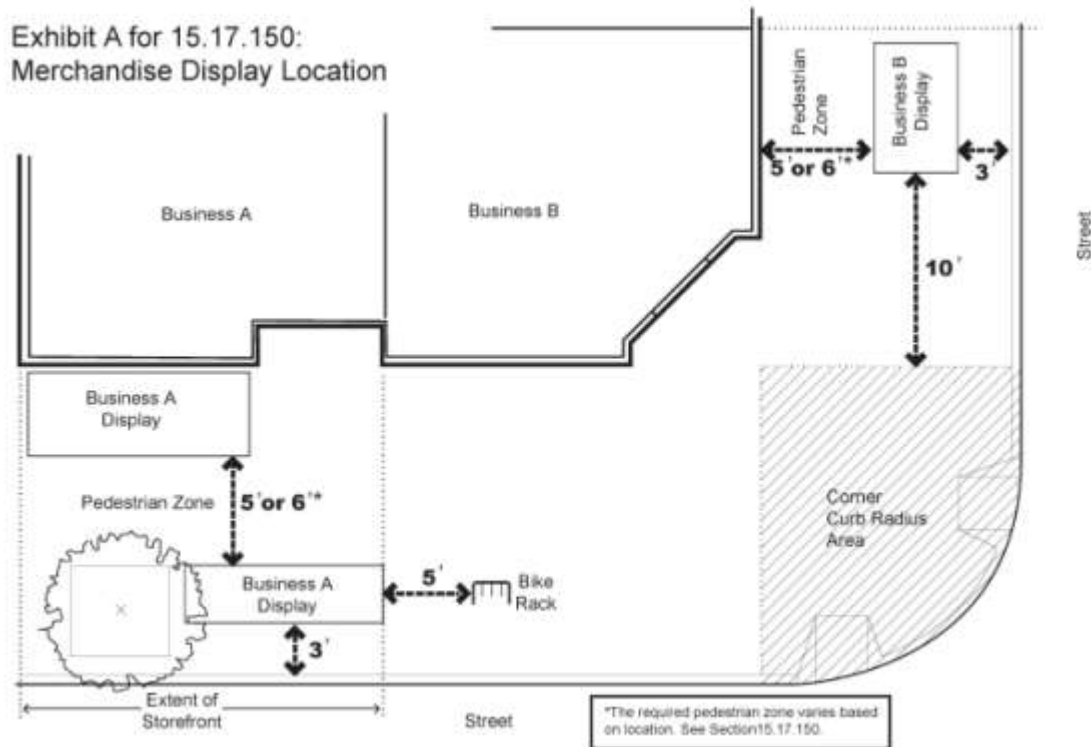 Exhibit A for 15.17.150:
Merchandise Display Location
Pedestrian
Zone
Business B
Display
5'or 6'*
3'
Street
Business A
Business B
10'
Business A
Display
Pedestrian Zone
5'or 6'*
Corner
Curb Radius
Area
Business A
Display
5'
Bike
Rack
3'
Extent of
Storefront
Street
*The required pedestrian zone varies based
on location. See Section15.17.150.